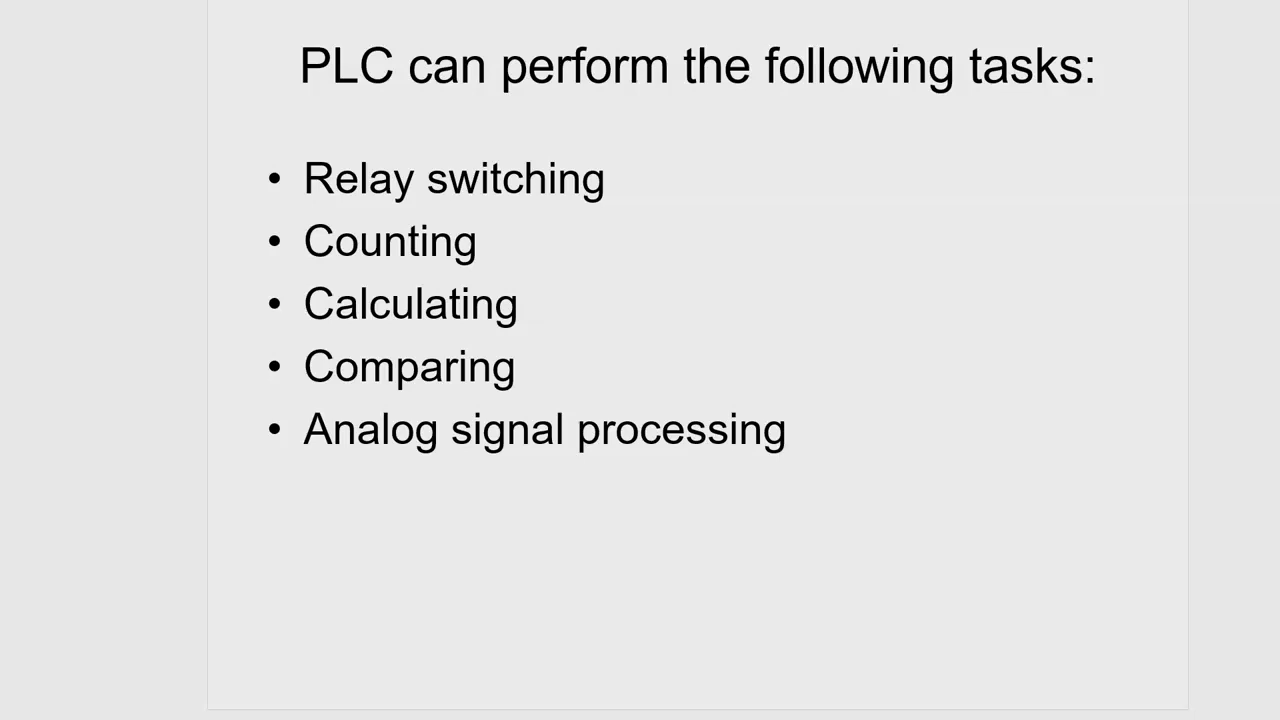 PLC can perform the following tasks:
• Relay switching
• Counting
• Calculating
• Comparing
• Analog signal processing